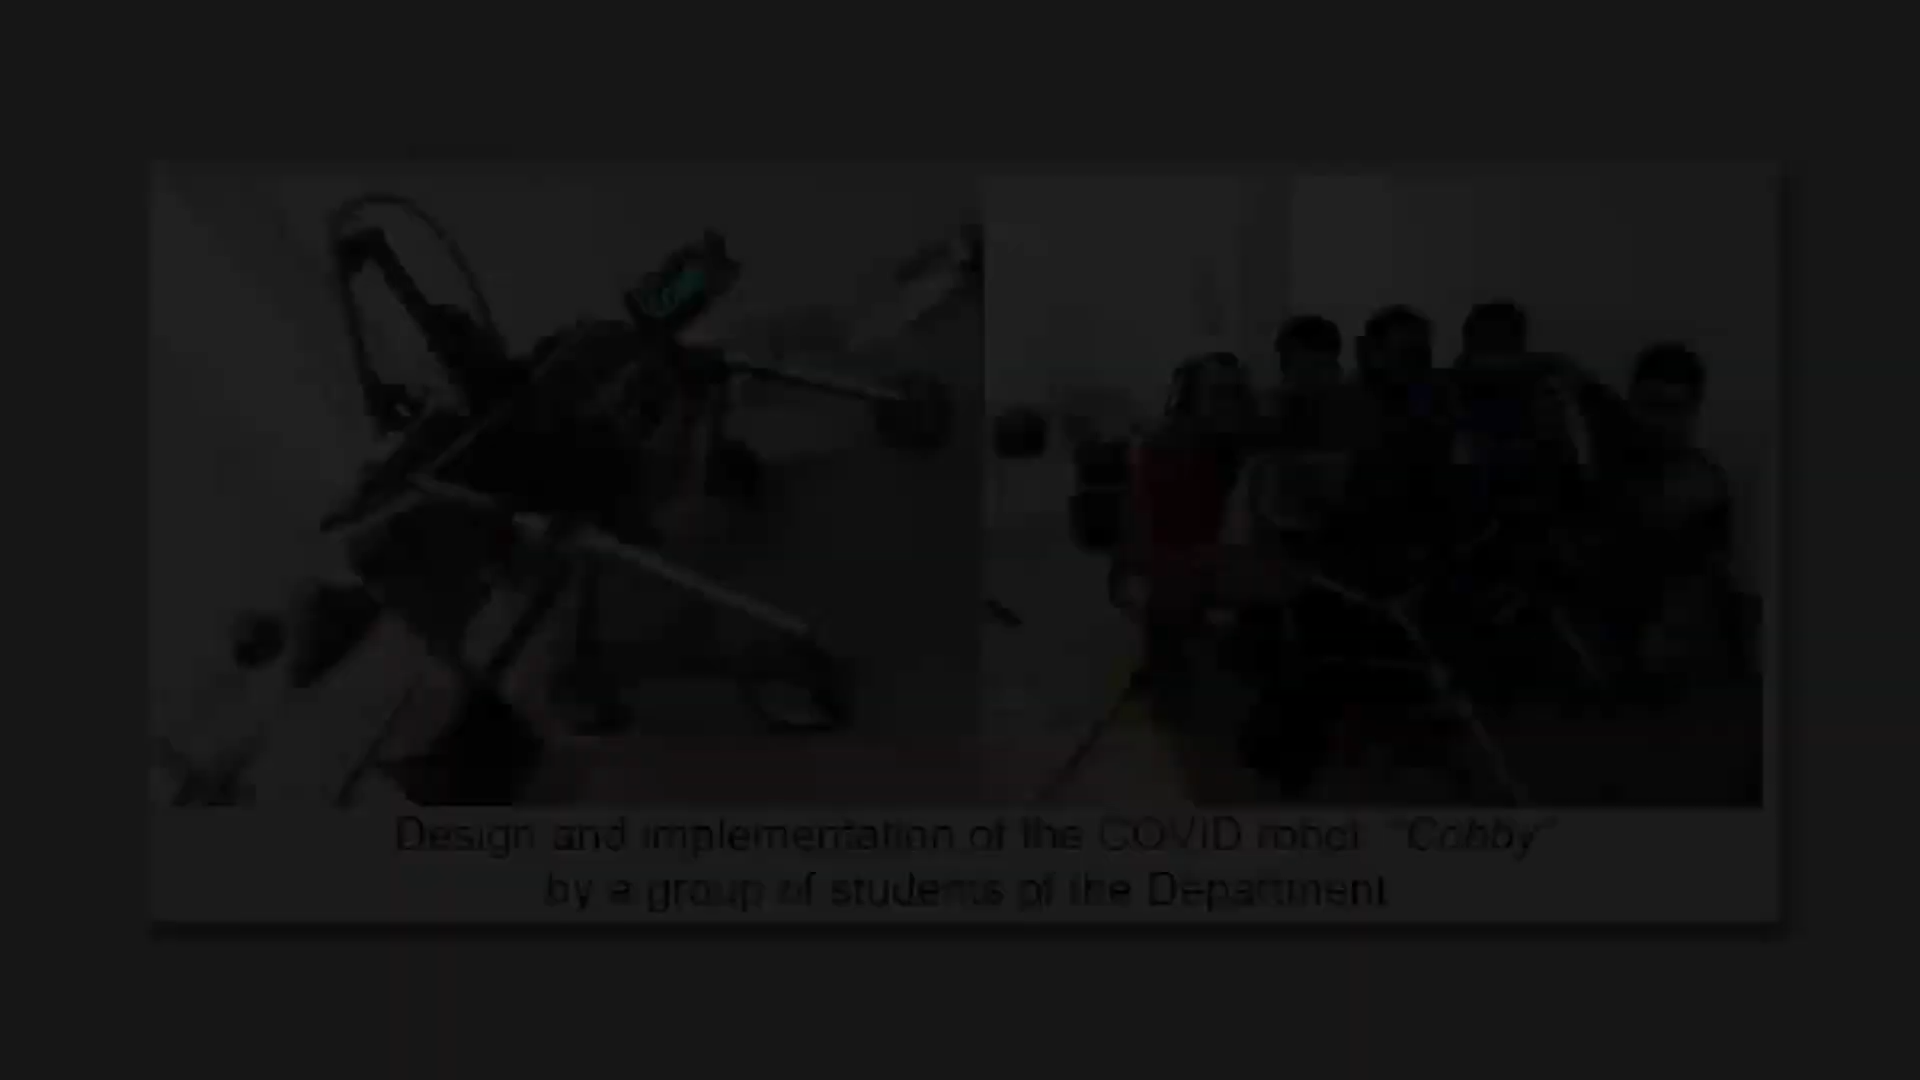 Design and implementation of the COVID robot "Cobby"
by a group of students of the Department